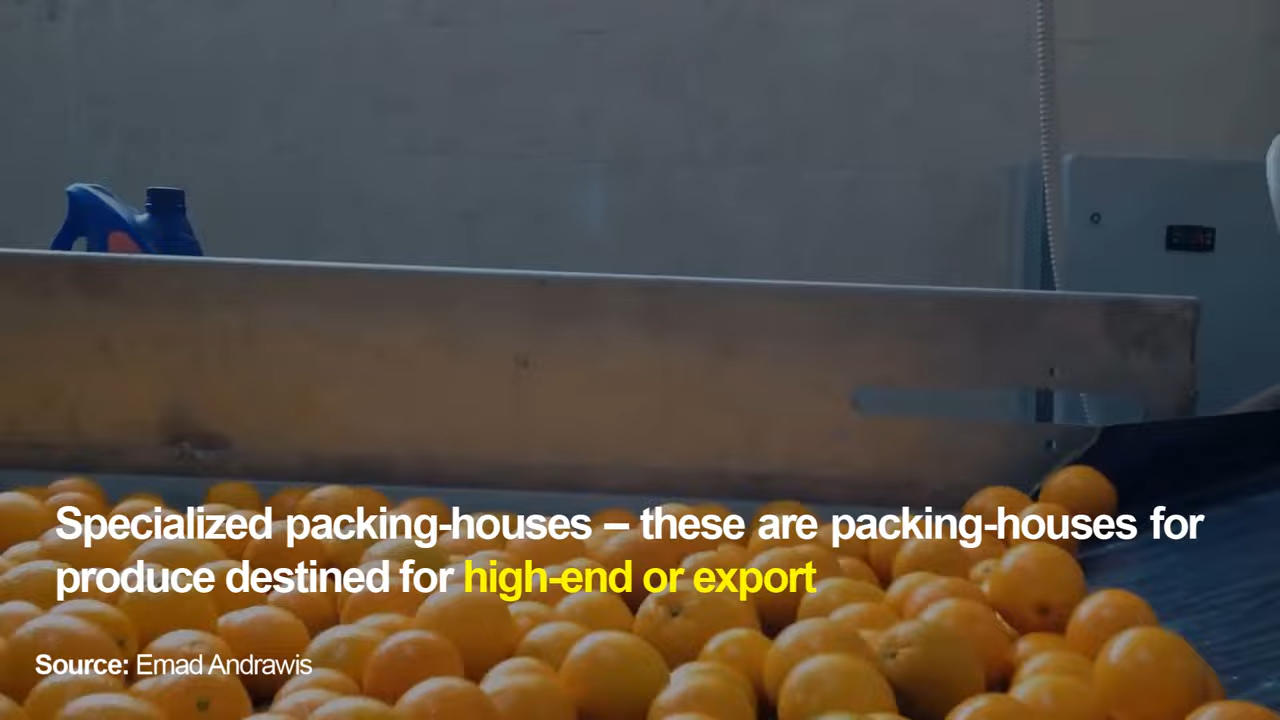 Specialized packing-houses – these are packing-houses for
produce destined for high-end or export
Source: Emad Andrawis